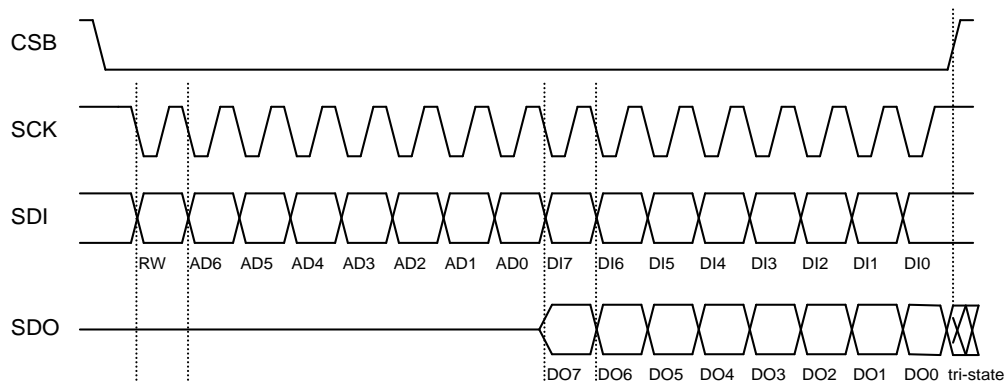 CSB
SCK
SDI
RW AD6 AD5 AD4 AD3 AD2 AD1 AD0 DI7 DI6 DI5 DI4 DI3 DI2 DI1 DI0
SDO
DO7 DO6 DO5 DO4 DO3 DO2 DO1 DO0 tri-state